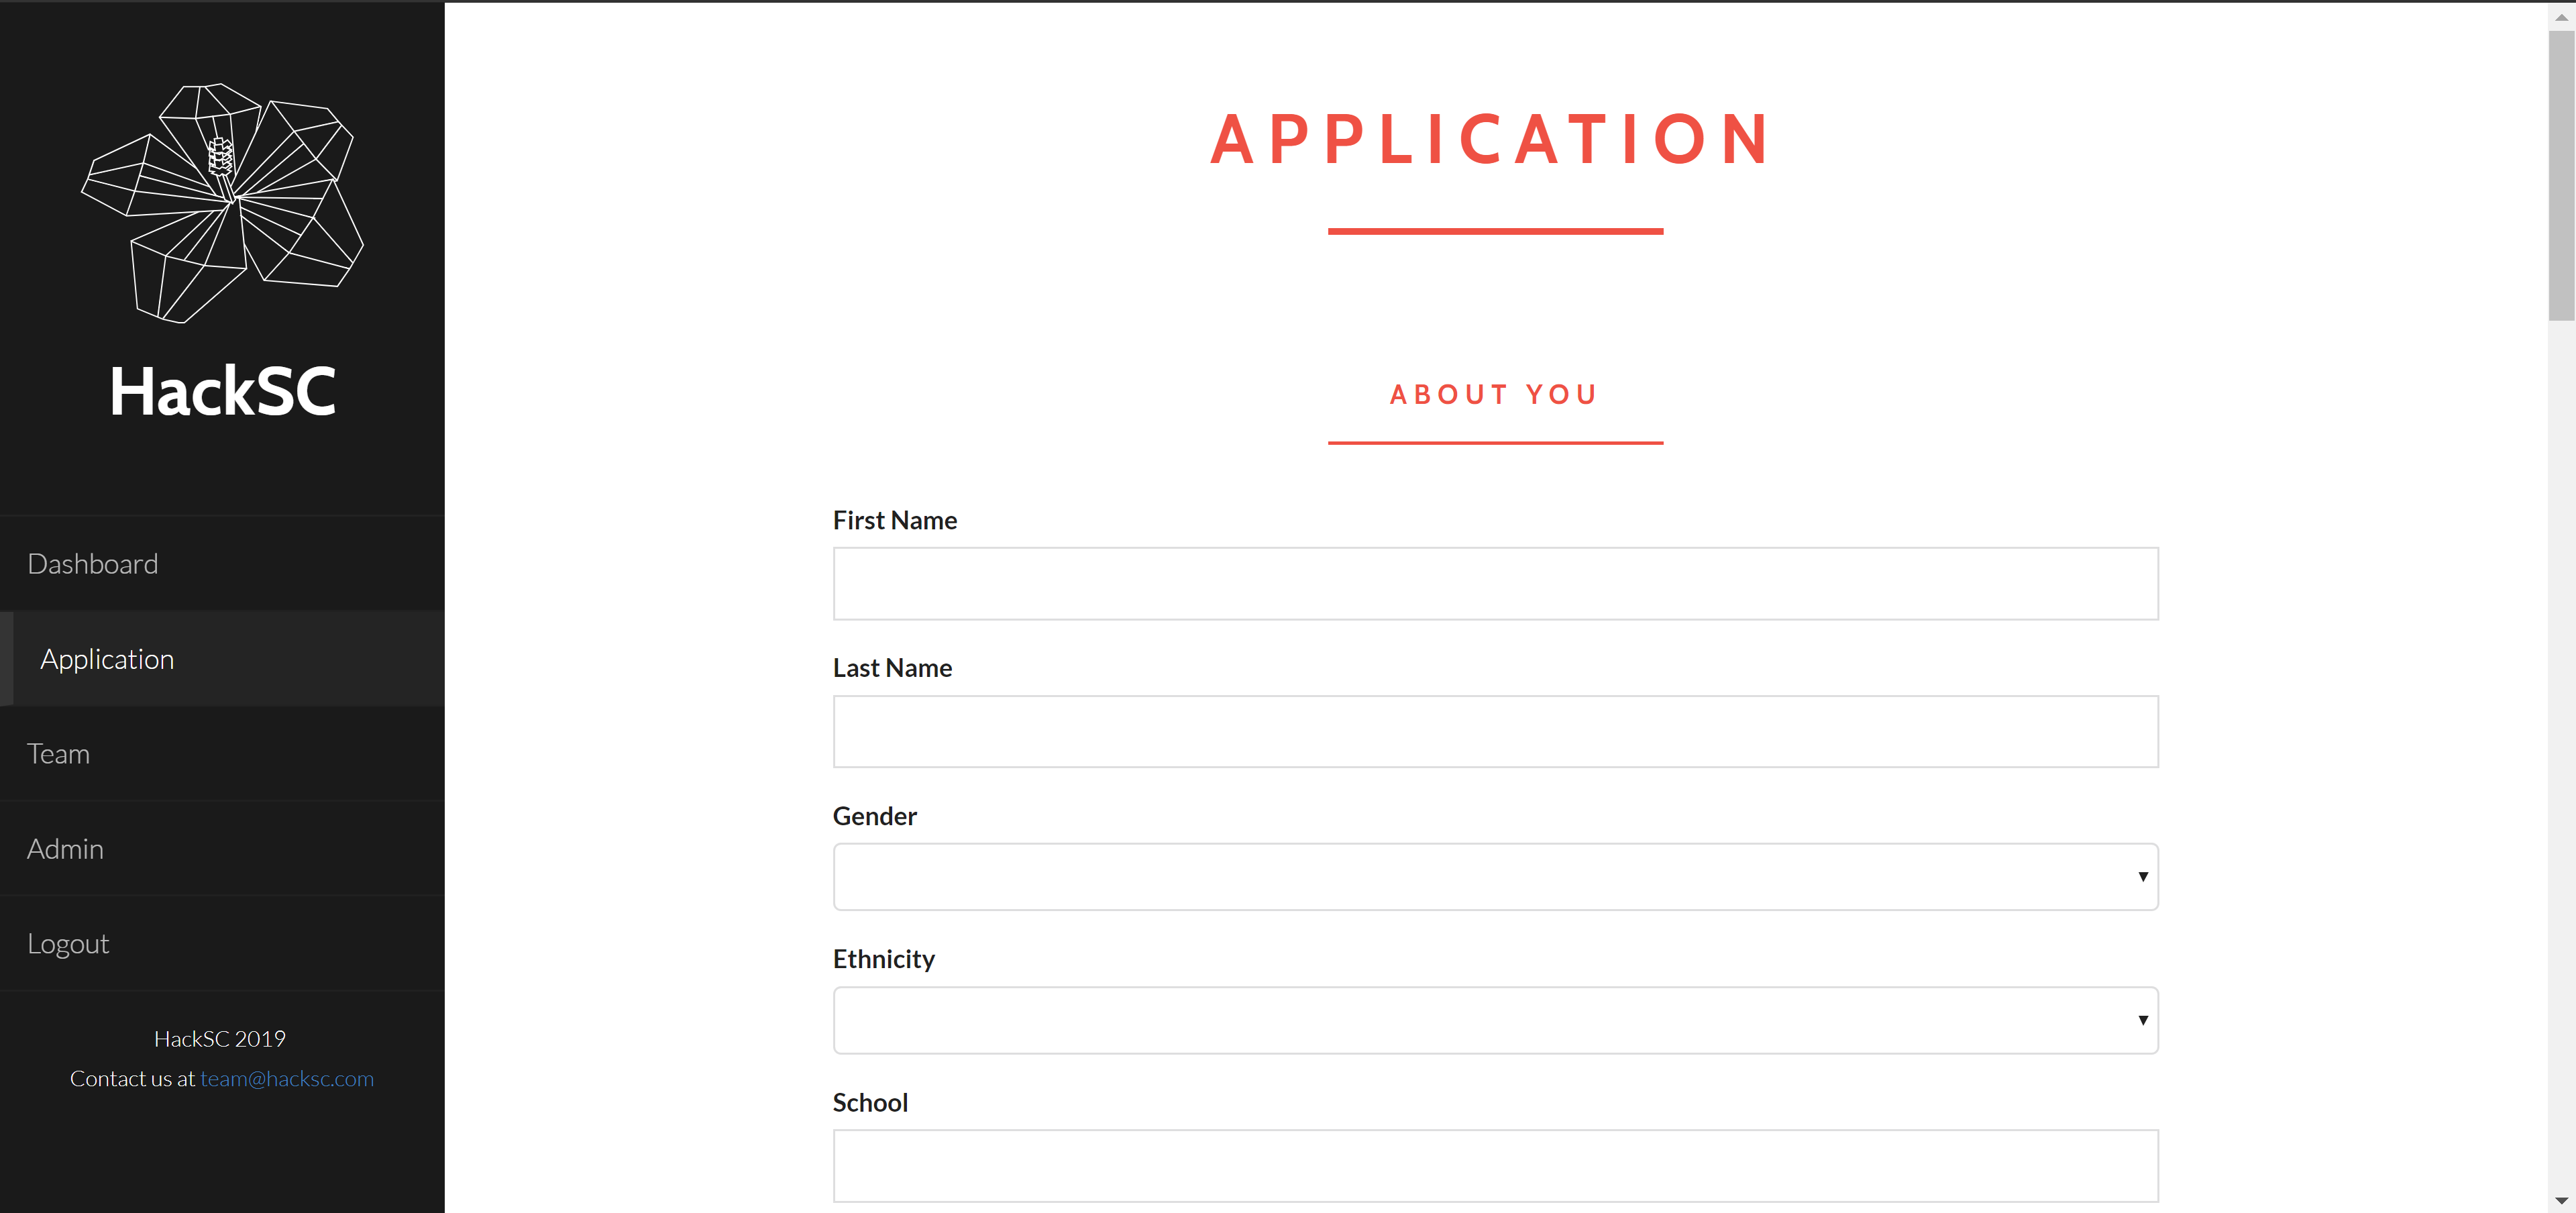 HackSC
Dashboard
Application
Team
Admin
Logout
HackSC 2019
Contact us at team@hacksc.com
APPLICATION
ABOUT YOU
First Name
Last Name
Gender
Ethnicity
School